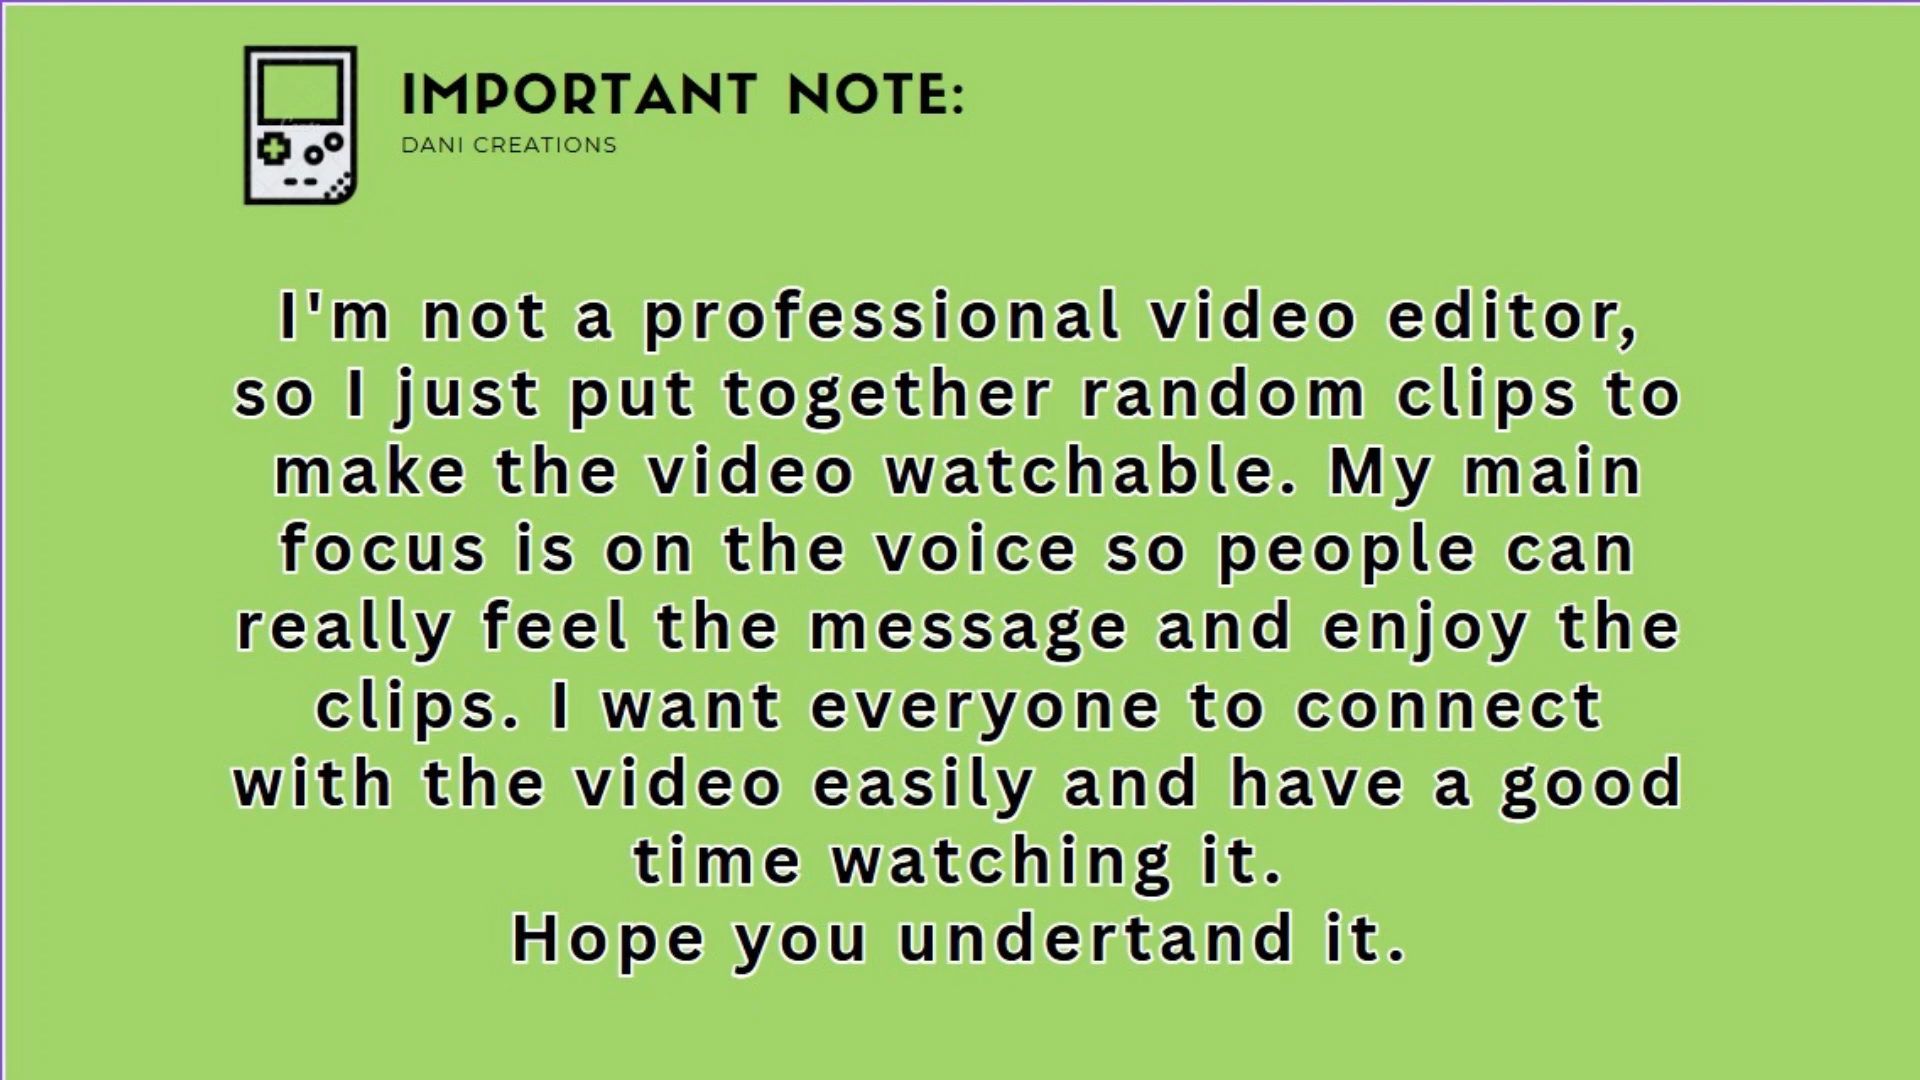 IMPORTANT NOTE:
DANI CREATIONS
I'm not a professional video editor,
so I just put together random clips to
make the video watchable. My main
focus is on the voice so people can
really feel the message and enjoy the
clips. I want everyone to connect
with the video easily and have a good
time watching it.
Hope you undertand it.